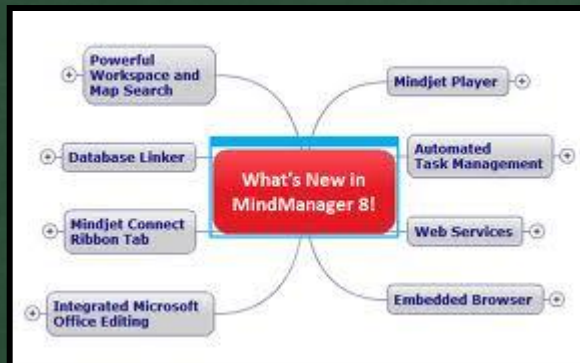 Powerful
Workspace and
Map Search
Database Linker
Mindjet Connect
Ribbon Tab
Integrated Microsoft
Office Editing
What's New in
MindManager 8!
Mindjet Player
Automated
Task Management
Web Services
Embedded Browser